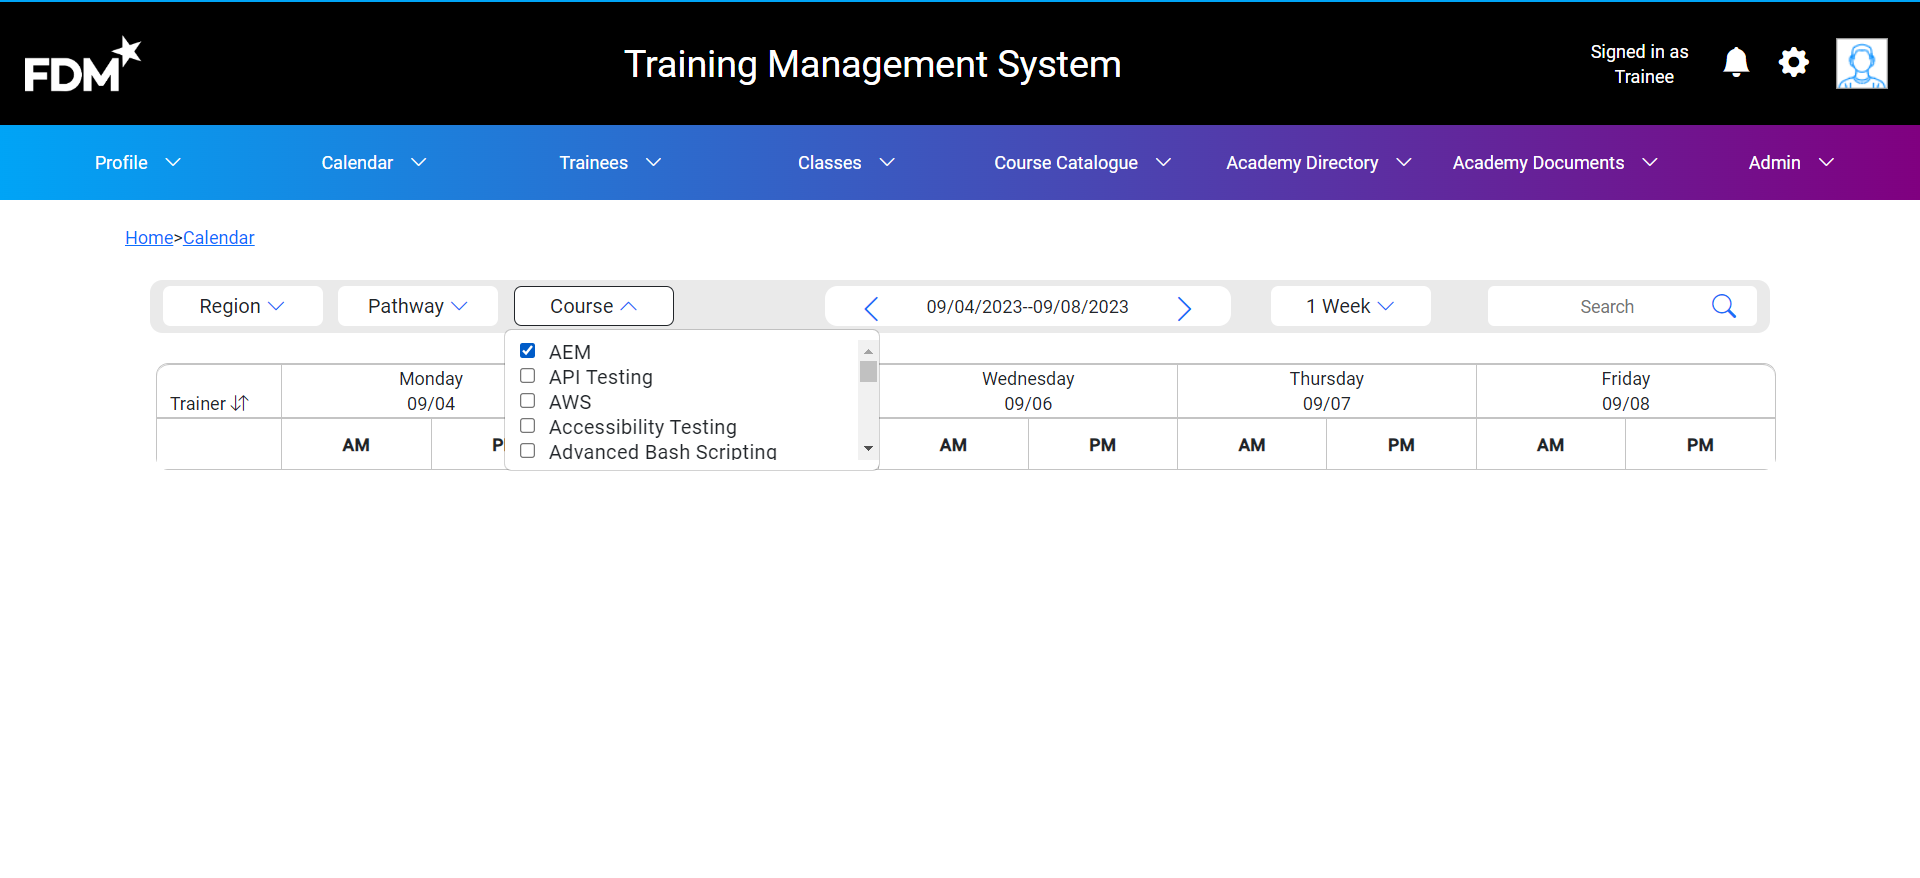 FDM
Training Management System
Signed in as
Trainee
Profile
Calendar
Trainees
Classes
Course Catalogue
Academy Directory
Academy Documents
Admin
Home>Calendar
Region
Pathway
Course
09/04/2023--09/08/2023
1 Week
Search
AEM
API Testing
AWS
Accessibility Testing
Advanced Bash Scripting
Trainer
Monday
09/04
Wednesday
09/06
Thursday
09/07
Friday
09/08
AM
AM
PM
AM
PM
AM
PM